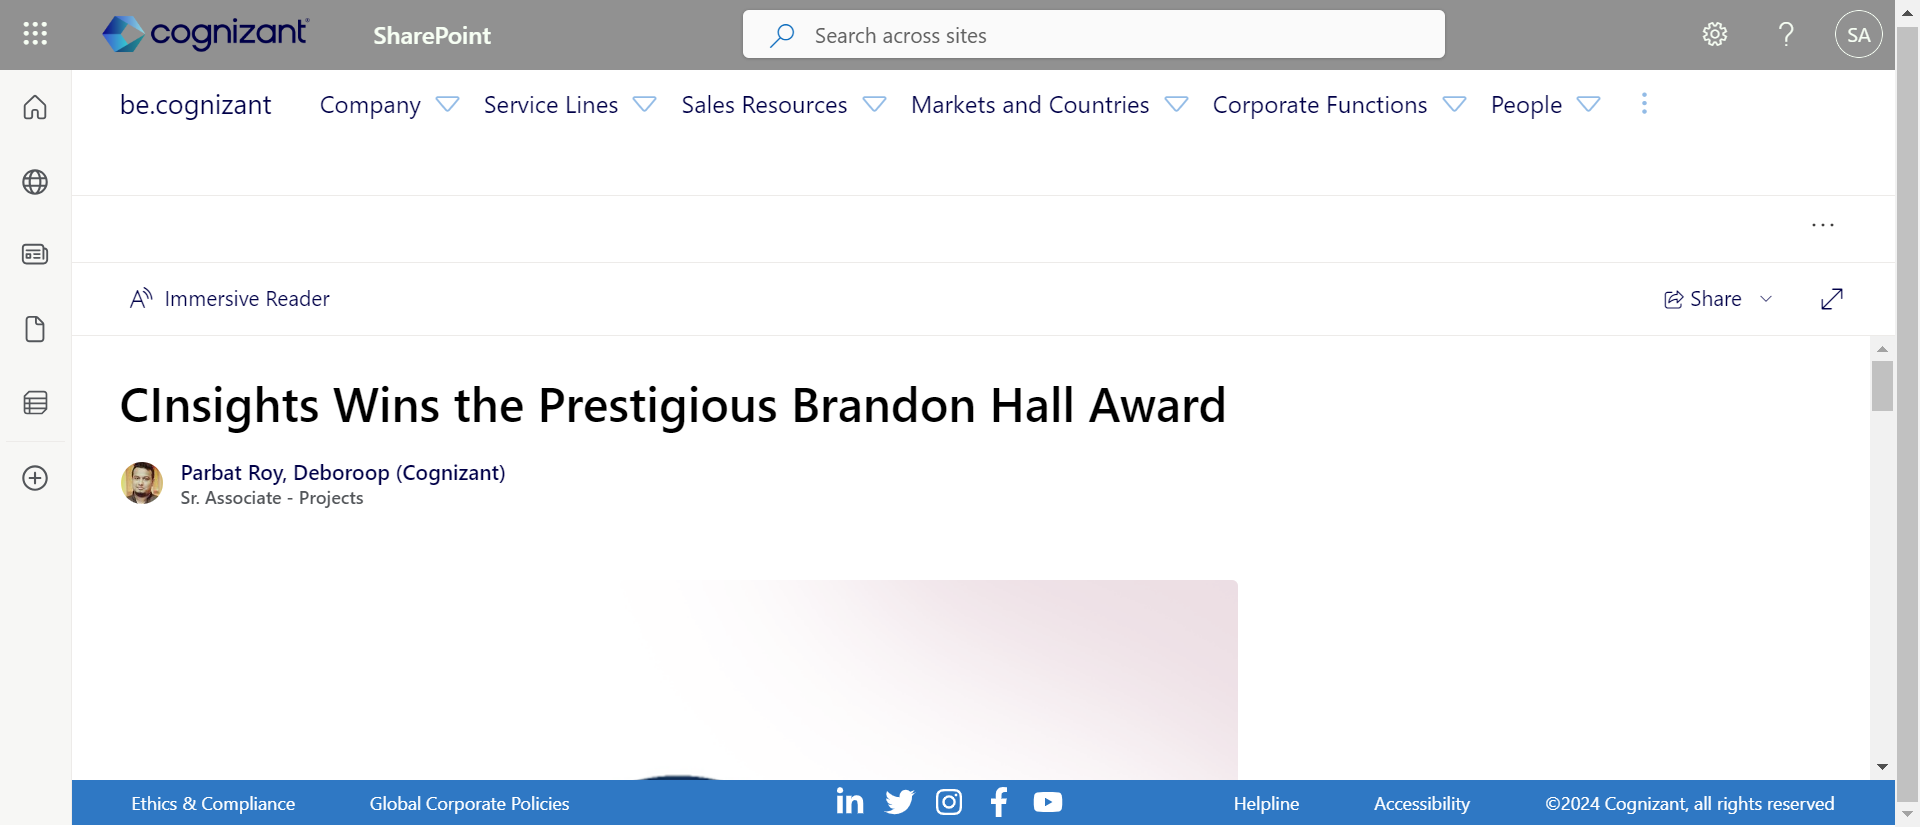 cognizant
SharePoint
Search across sites
SA
be.cognizant
Company
Service Lines
Sales Resources
Markets and Countries
Corporate Functions
People
Immersive Reader
Share
CInsights Wins the Prestigious Brandon Hall Award
Parbat Roy, Deboroop (Cognizant)
Sr. Associate - Projects
Ethics & Compliance
Global Corporate Policies
Helpline
Accessibility
©2024 Cognizant, all rights reserved